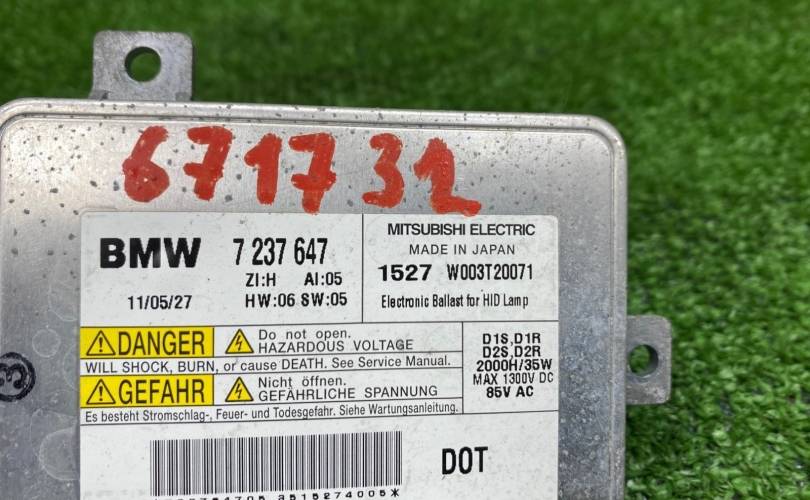 671731
BMW 7 237 647
ZI:H AI:05
11/05/27 HW:06 SW:05
MITSUBISHI ELECTRIC
MADE IN JAPAN
1527 W003T20071
Electronic Ballast for HID Lamp
DANGER Do not open.
HAZARDOUS VOLTAGE
WILL SHOCK, BURN, or cause DEATH. See Service Manual.
GEFAHR Nicht öffnen.
GEFÄHRLICHE SPANNUNG
Es besteht Stromschlag-, Feuer- und Todesgefahr. Siehe Wartungsanleitung.
D1S,D1R
D2S,D2R
2000H/35W
MAX 1300V DC
85V AC
DOT
3